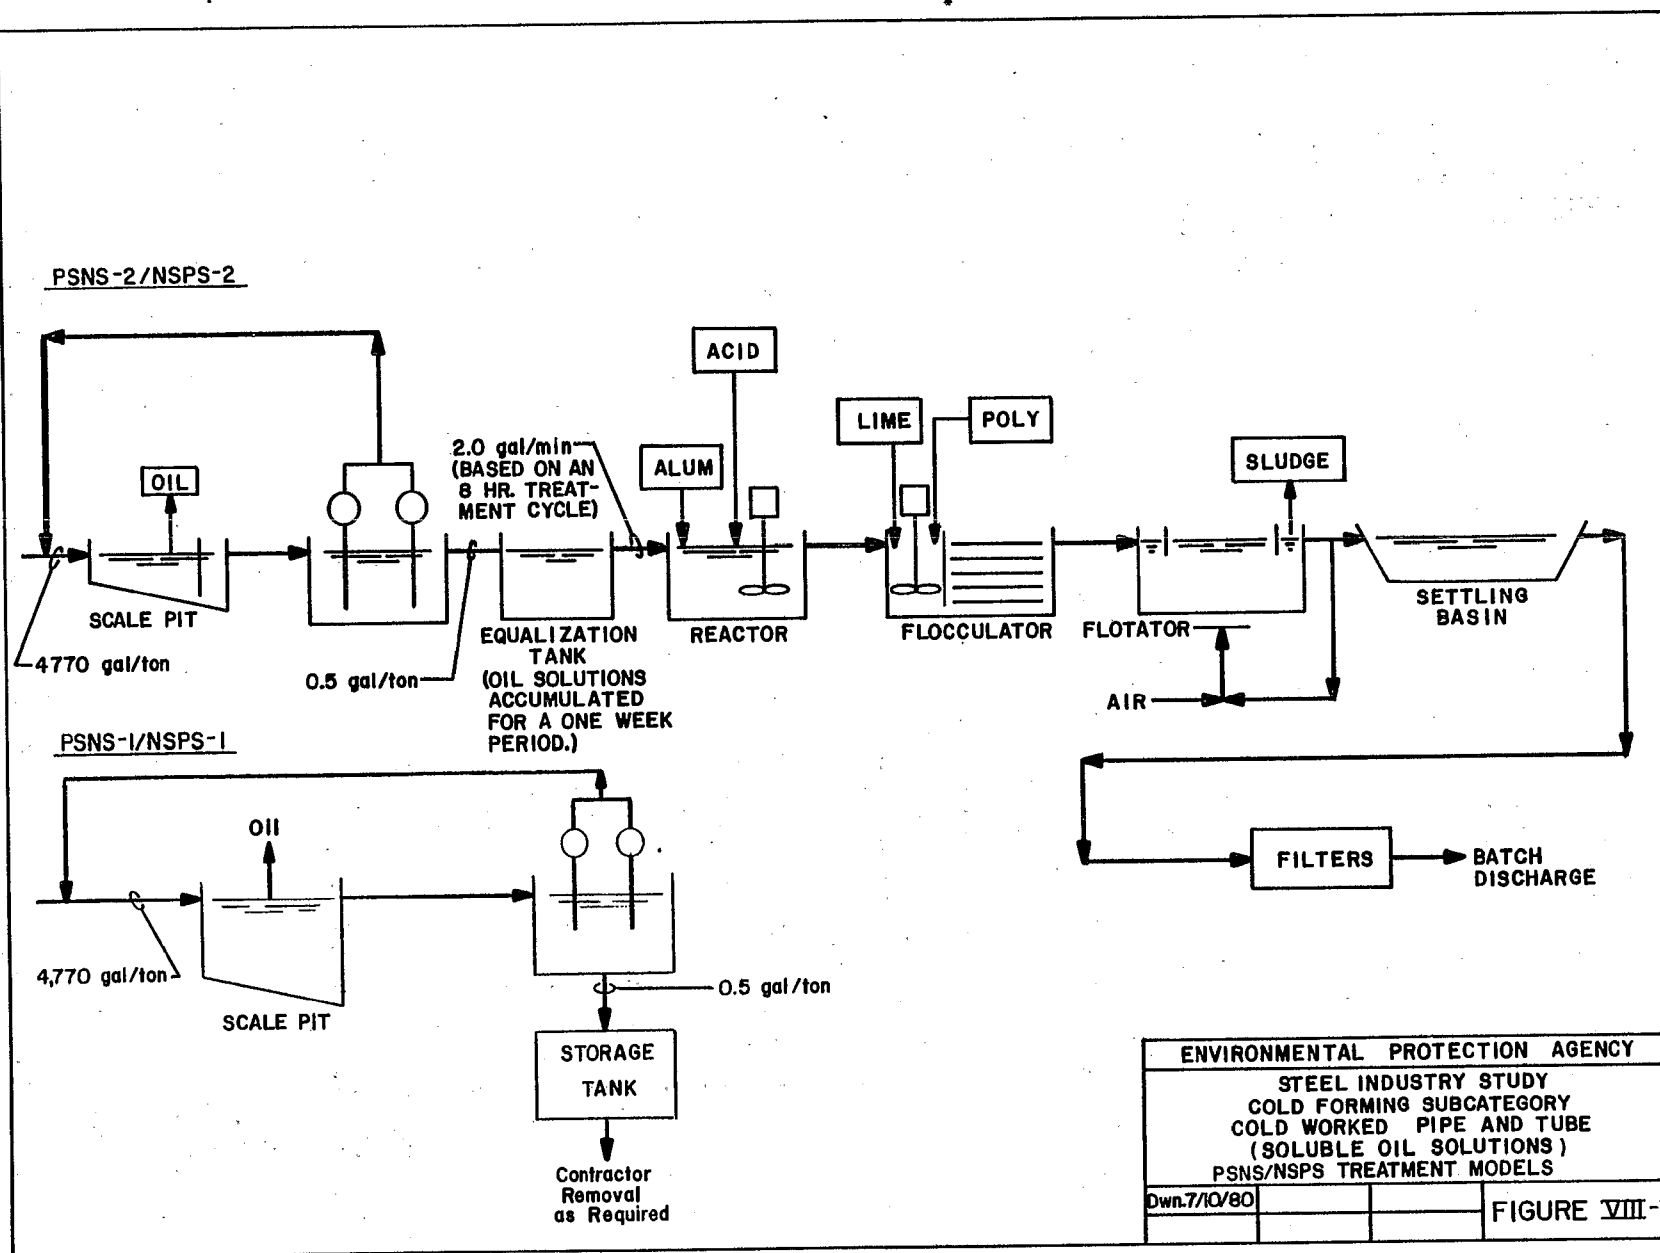 PSNS-2/NSPS-2
ACID
LIME
POLY
2.0 gal/min
(BASED ON AN
8 HR. TREAT-
MENT CYCLE)
ALUM
SLUDGE
OIL
SCALE PIT
4770 gal/ton
0.5 gal/ton
EQUALIZATION
TANK
(OIL SOLUTIONS
ACCUMULATED
FOR A ONE WEEK
PERIOD.)
REACTOR
FLOCCULATOR
FLOTATOR
AIR
SETTLING
BASIN
FILTERS
BATCH
DISCHARGE
PSNS-1/NSPS-1
Oil
4,770 gal/ton
SCALE PIT
0.5 gal/ton
STORAGE
TANK
Contractor
Removal
as Required
ENVIRONMENTAL PROTECTION AGENCY
STEEL INDUSTRY STUDY
COLD FORMING SUBCATEGORY
COLD WORKED PIPE AND TUBE
(SOLUBLE OIL SOLUTIONS)
PSNS/NSPS TREATMENT MODELS
Dwn.7/10/80
FIGURE VIII-